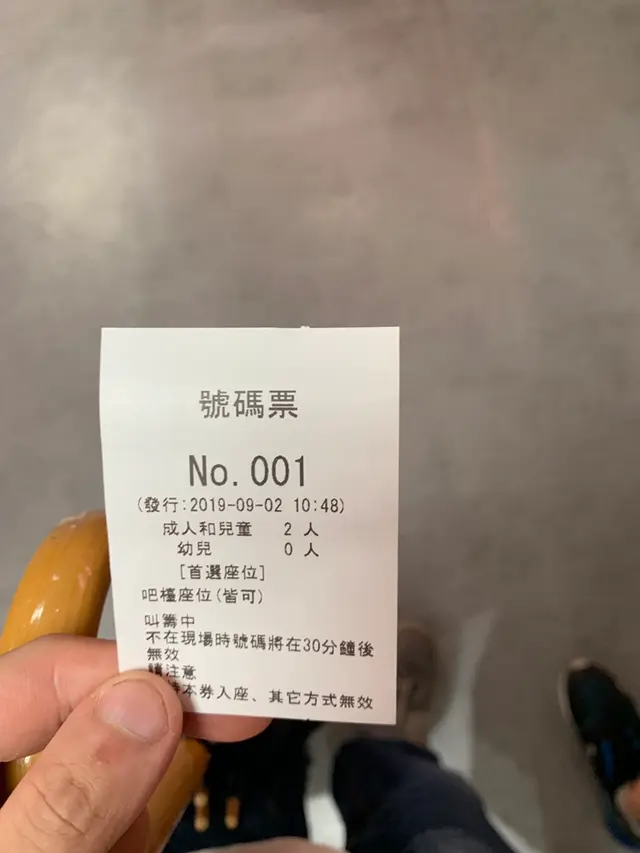 號碼票
No.001
(發行:2019-09-02 10:48)
成人和兒童 2 人
幼兒 0 人
[首選座位]
吧檯座位(皆可)
叫籌中
不在現場時號碼將在30分鐘後
無效
請注意
本券入座、其它方式無效